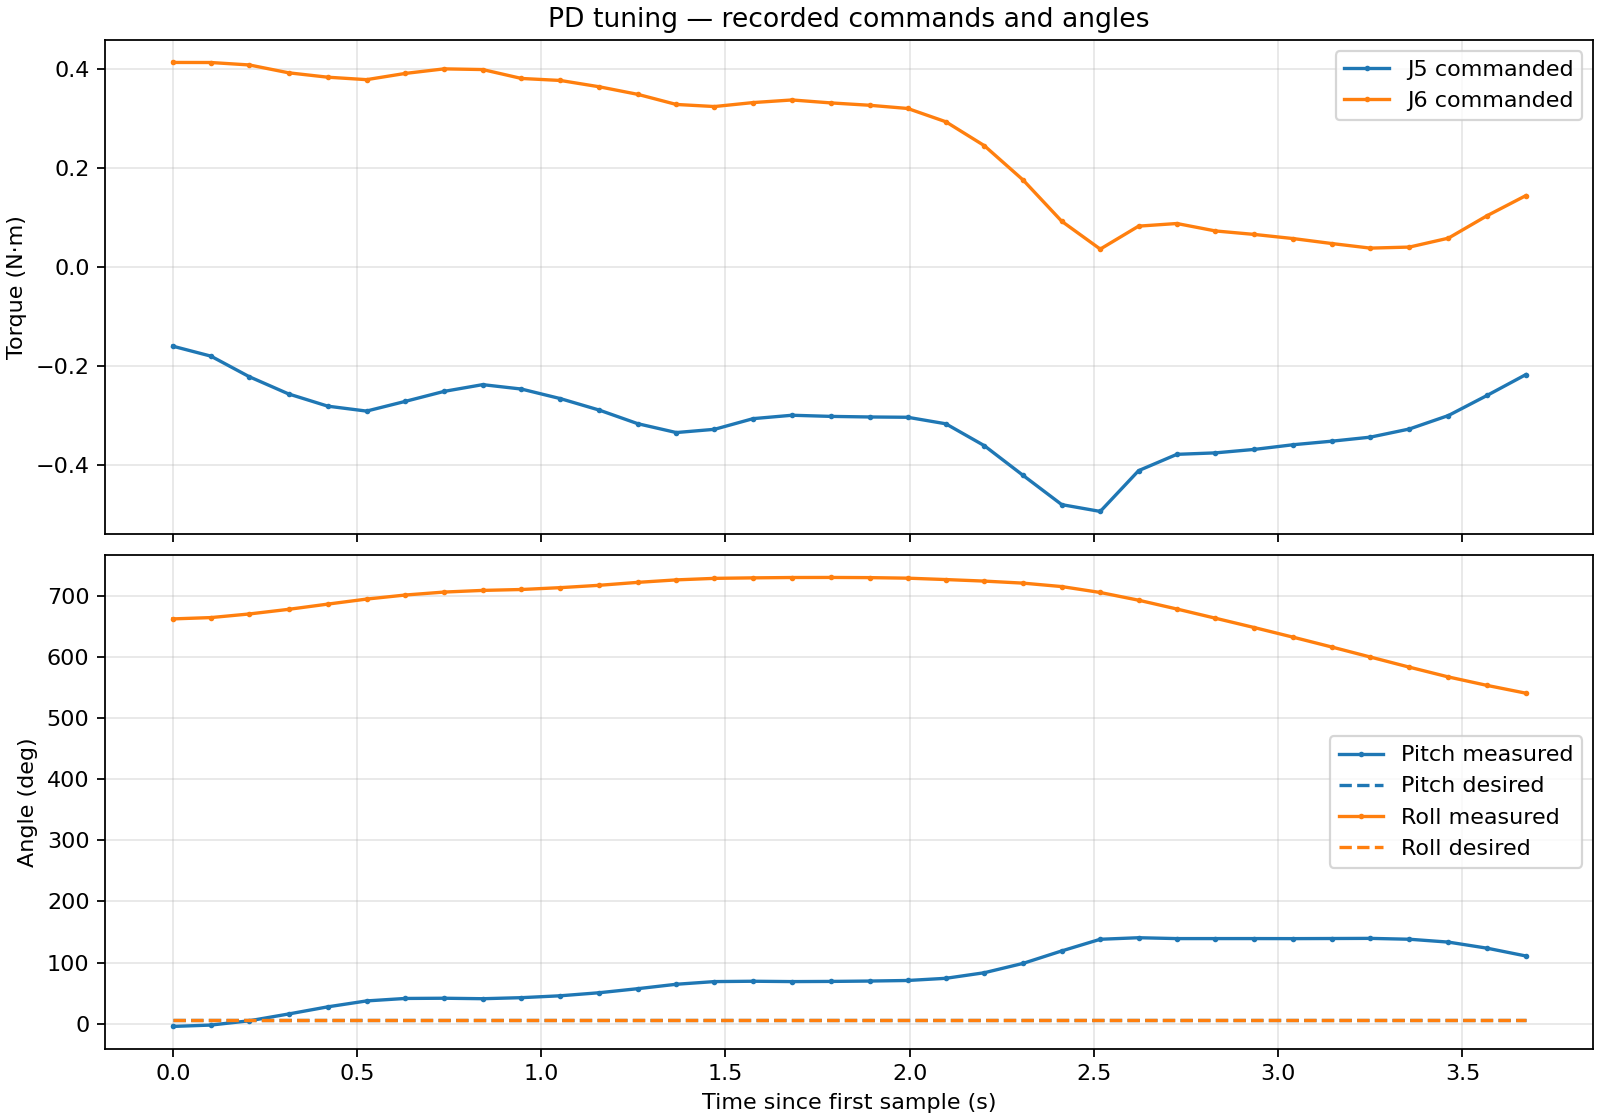 PD tuning — recorded commands and angles
J5 commanded
J6 commanded
Torque (N·m)
0.4
0.2
0.0
−0.2
−0.4
Angle (deg)
700
600
500
400
300
200
100
0
Pitch measured
Pitch desired
Roll measured
Roll desired
0.0 0.5 1.0 1.5 2.0 2.5 3.0 3.5
Time since first sample (s)